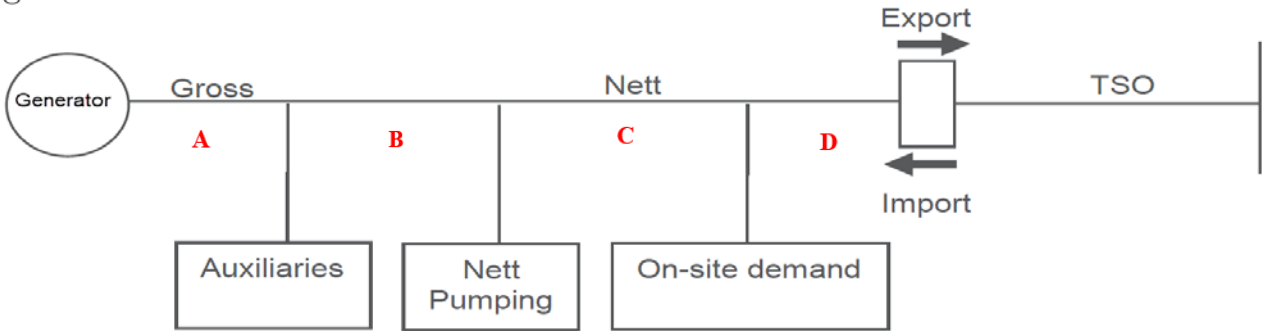 Export
Generator
Gross
Nett
TSO
A
B
C
D
Import
Auxiliaries
Nett
Pumping
On-site demand